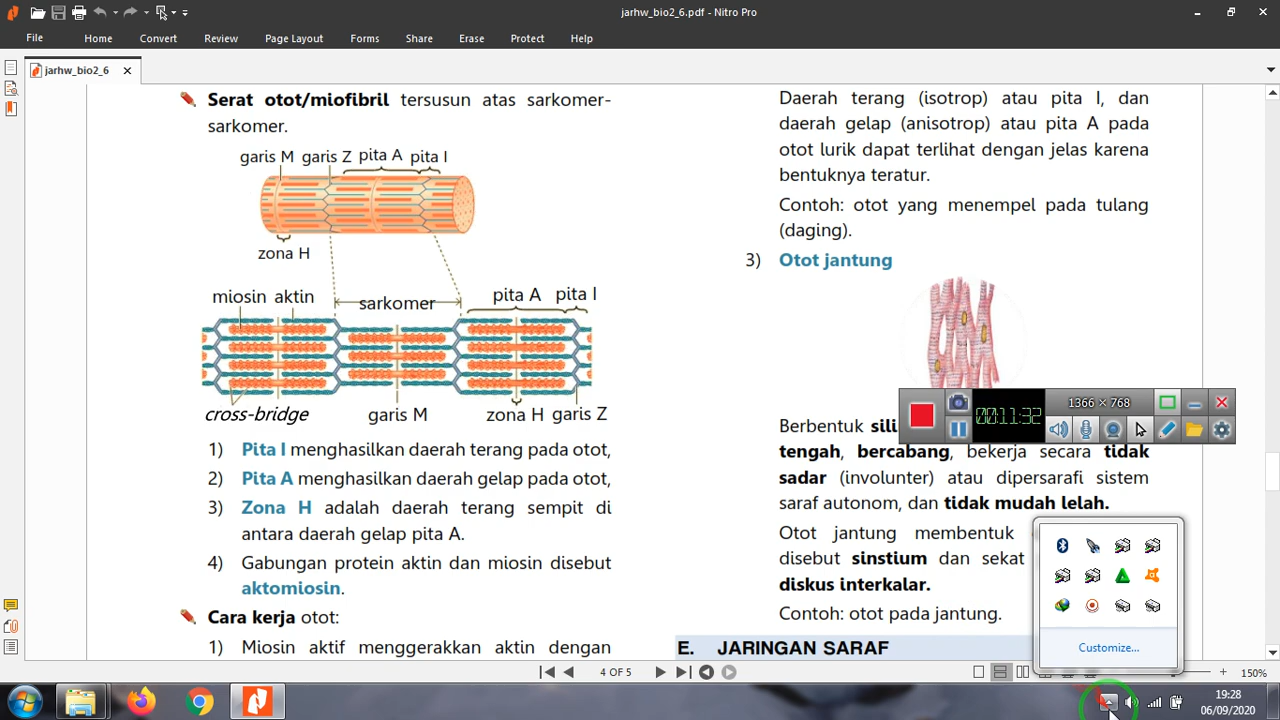 jarhw_bio2_6.pdf - Nitro Pro
File Home Convert Review Page Layout Forms Share Erase Protect Help
jarhw_bio2_6
Serat otot/miofibril tersusun atas sarkomer-
sarkomer.
garis M garis Z pita A pita I
zona H
miosin aktin sarkomer pita A pita I
cross-bridge garis M zona H garis Z
1) Pita I menghasilkan daerah terang pada otot,
2) Pita A menghasilkan daerah gelap pada otot,
3) Zona H adalah daerah terang sempit di
antara daerah gelap pita A.
4) Gabungan protein aktin dan miosin disebut
aktomiosin.
Cara kerja otot:
1) Miosin aktif menggerakkan aktin dengan
Daerah terang (isotrop) atau pita I, dan
daerah gelap (anisotrop) atau pita A pada
otot lurik dapat terlihat dengan jelas karena
bentuknya teratur.
Contoh: otot yang menempel pada tulang
(daging).
3) Otot jantung
00:11:32
1366 × 768
Berbentuk sili
tengah, bercabang, bekerja secara tidak
sadar (involunter) atau dipersarafi sistem
saraf autonom, dan tidak mudah lelah.
Otot jantung membentuk
disebut sinstium dan sekat
diskus interkalar.
Contoh: otot pada jantung.
E. JARINGAN SARAF
Customize...
4 OF 5
150%
19:28
06/09/2020